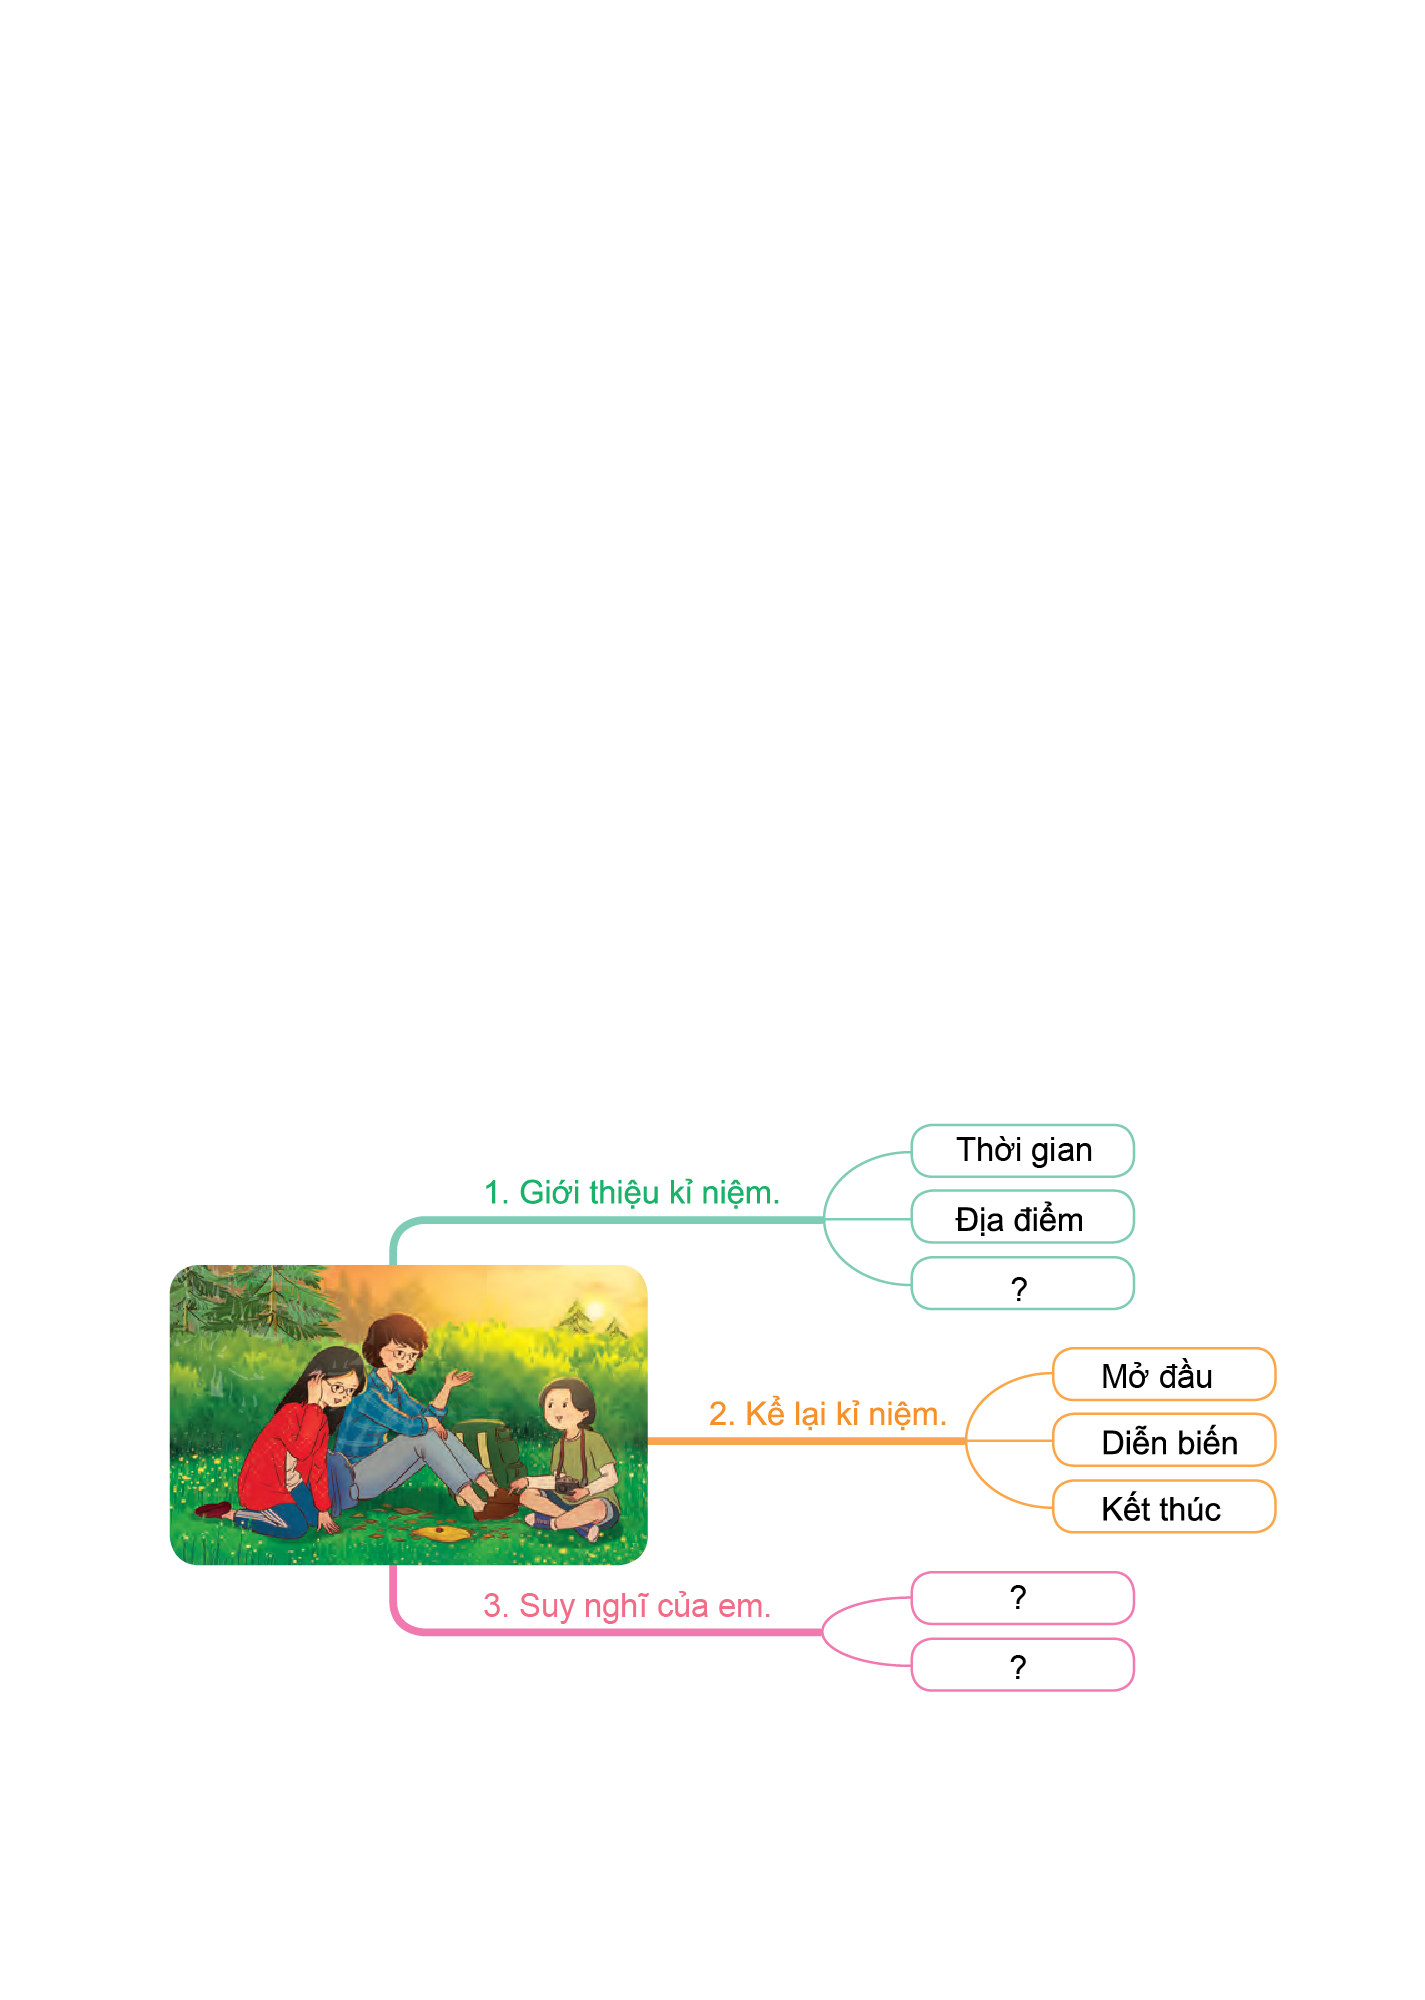 1. Giới thiệu kỉ niệm.
Thời gian
Địa điểm
?
2. Kể lại kỉ niệm.
Mở đầu
Diễn biến
Kết thúc
3. Suy nghĩ của em.
?
?